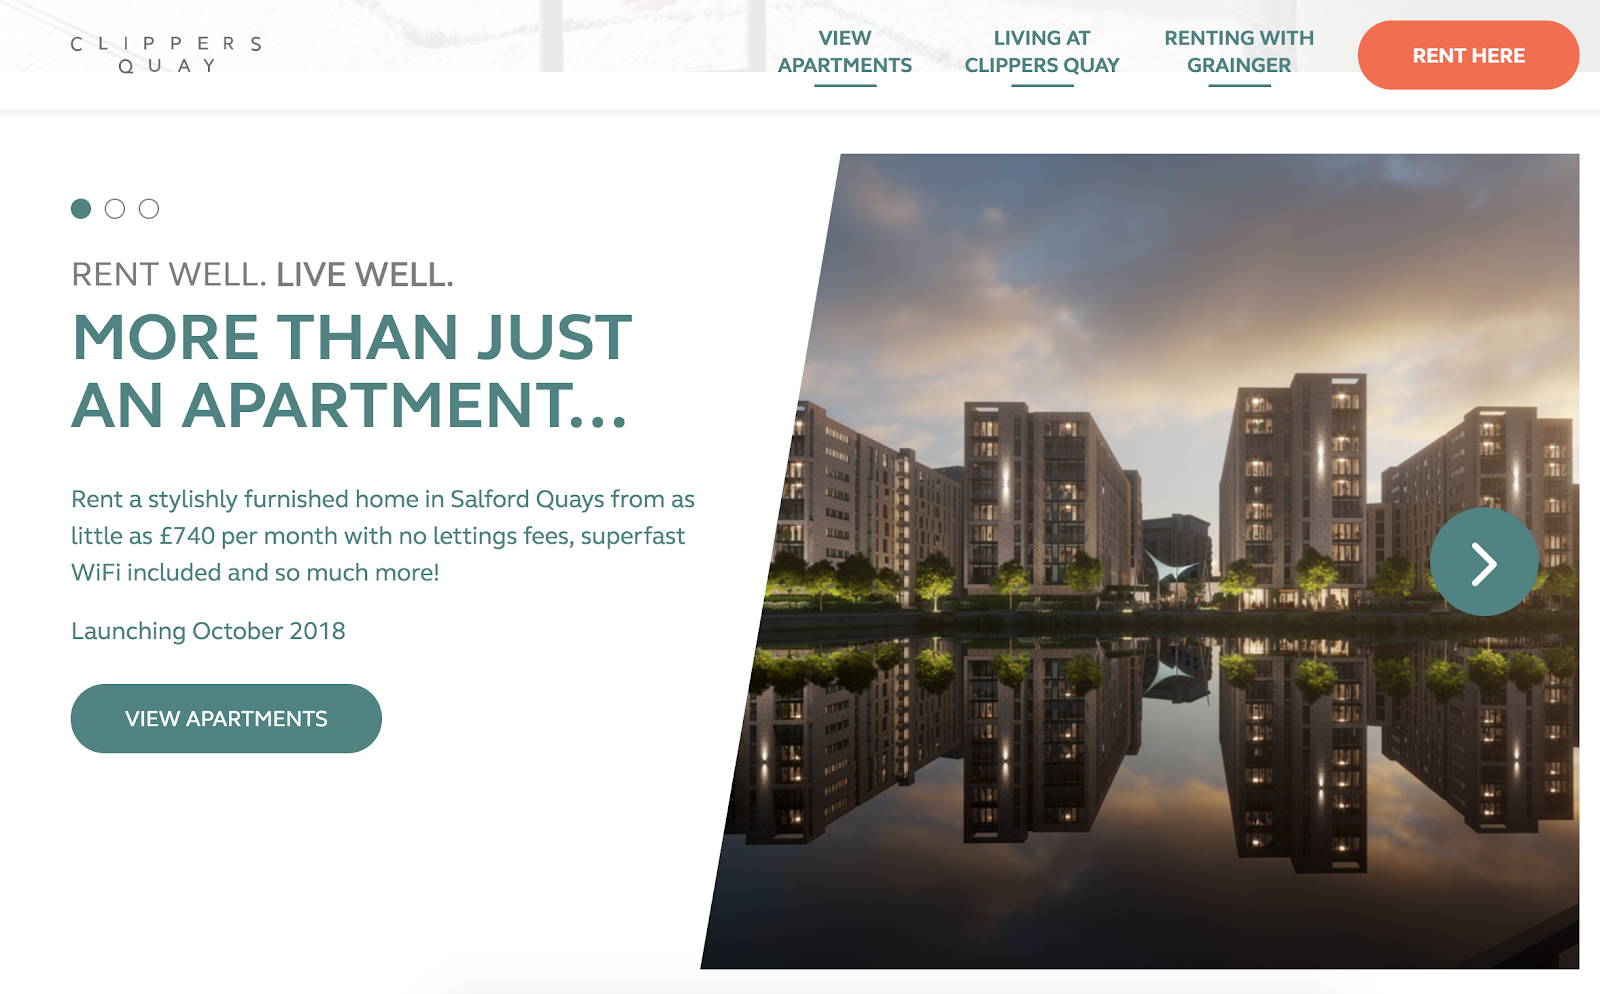 CLIPPERS
QUAY
VIEW
APARTMENTS
LIVING AT
CLIPPERS QUAY
RENTING WITH
GRAINGER
RENT HERE
RENT WELL. LIVE WELL.
MORE THAN JUST
AN APARTMENT...
Rent a stylishly furnished home in Salford Quays from as
little as £740 per month with no lettings fees, superfast
WiFi included and so much more!
Launching October 2018
VIEW APARTMENTS